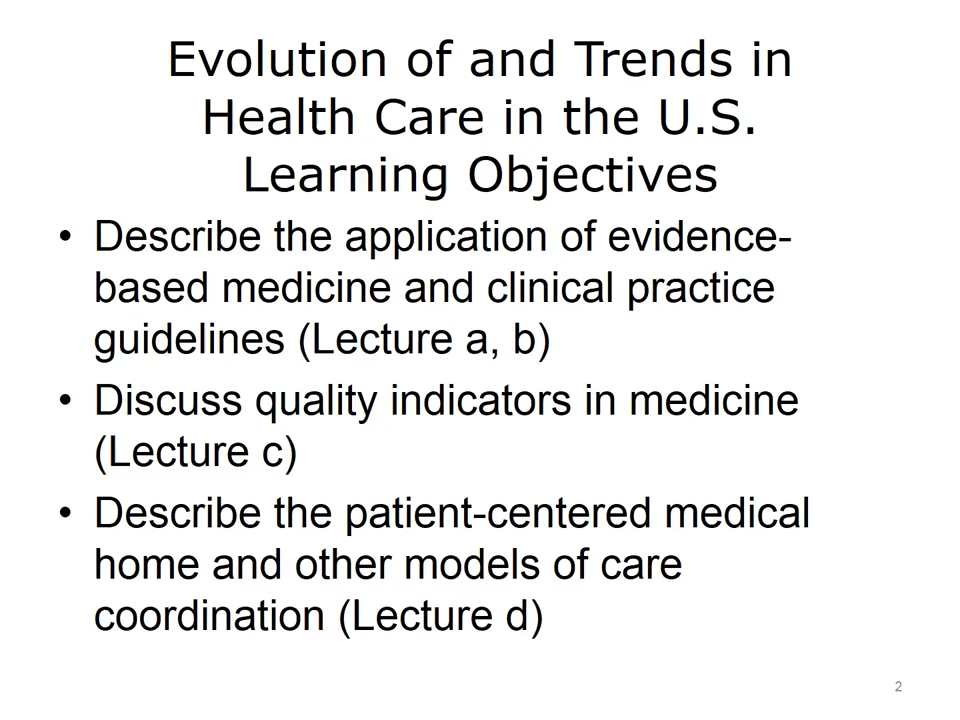 Evolution of and Trends in
Health Care in the U.S.
Learning Objectives
• Describe the application of evidence-
based medicine and clinical practice
guidelines (Lecture a, b)
• Discuss quality indicators in medicine
(Lecture c)
• Describe the patient-centered medical
home and other models of care
coordination (Lecture d)
2